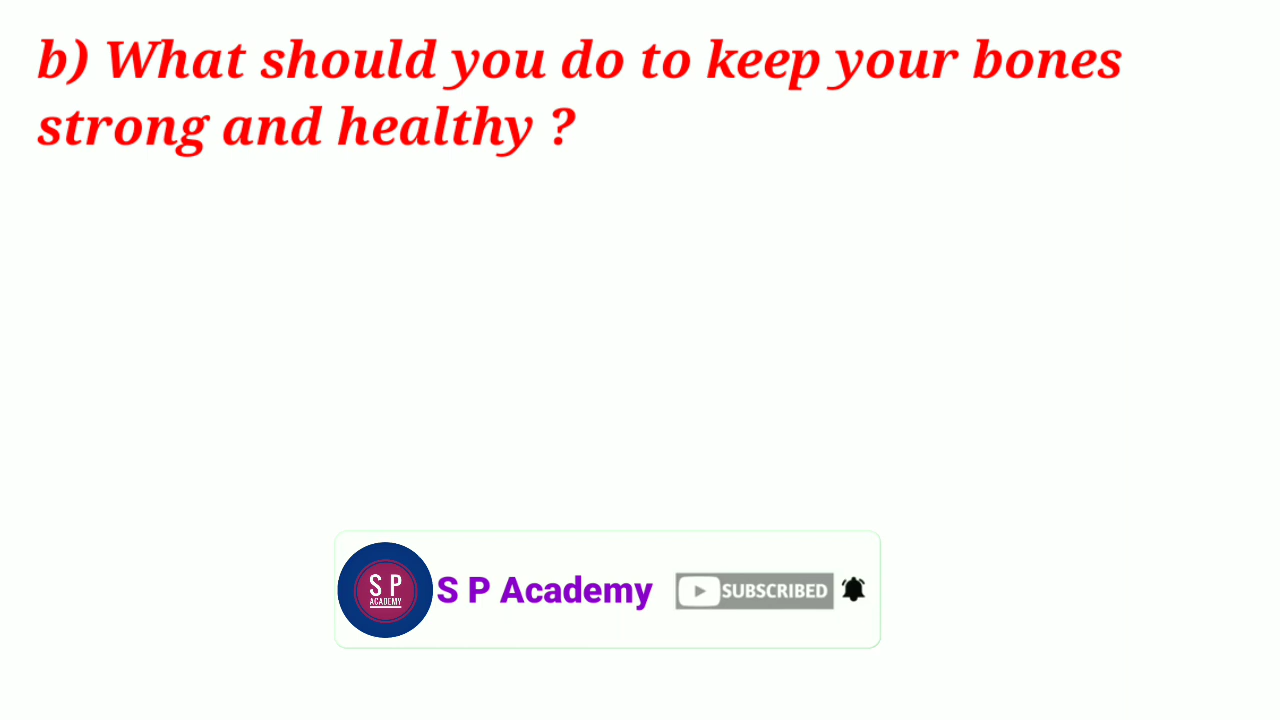 b) What should you do to keep your bones
strong and healthy ?
S P
ACADEMY
S P Academy
SUBSCRIBED